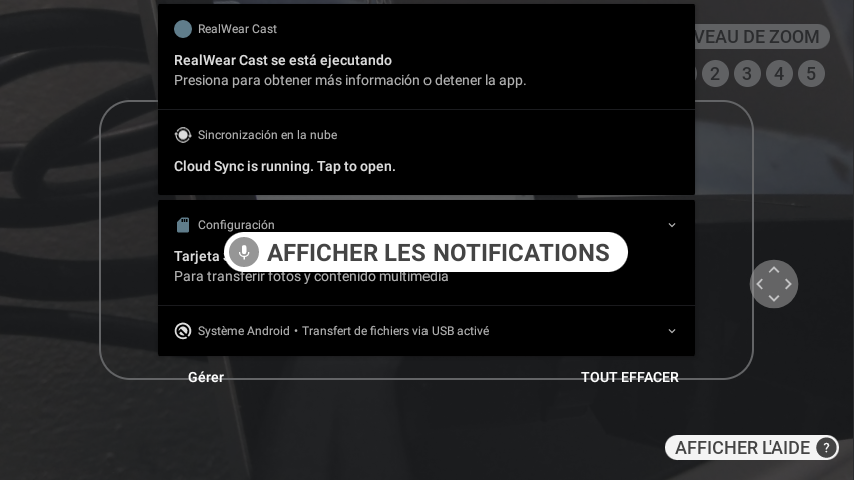 RealWear Cast
RealWear Cast se está ejecutando
Presiona para obtener más información o detener la app.
VEAU DE ZOOM
2 3 4 5
Sincronización en la nube
Cloud Sync is running. Tap to open.
Configuración
AFFICHER LES NOTIFICATIONS
Tarjeta
Para transferir fotos y contenido multimedia
Système Android • Transfert de fichiers via USB activé
Gérer
TOUT EFFACER
AFFICHER L'AIDE ?